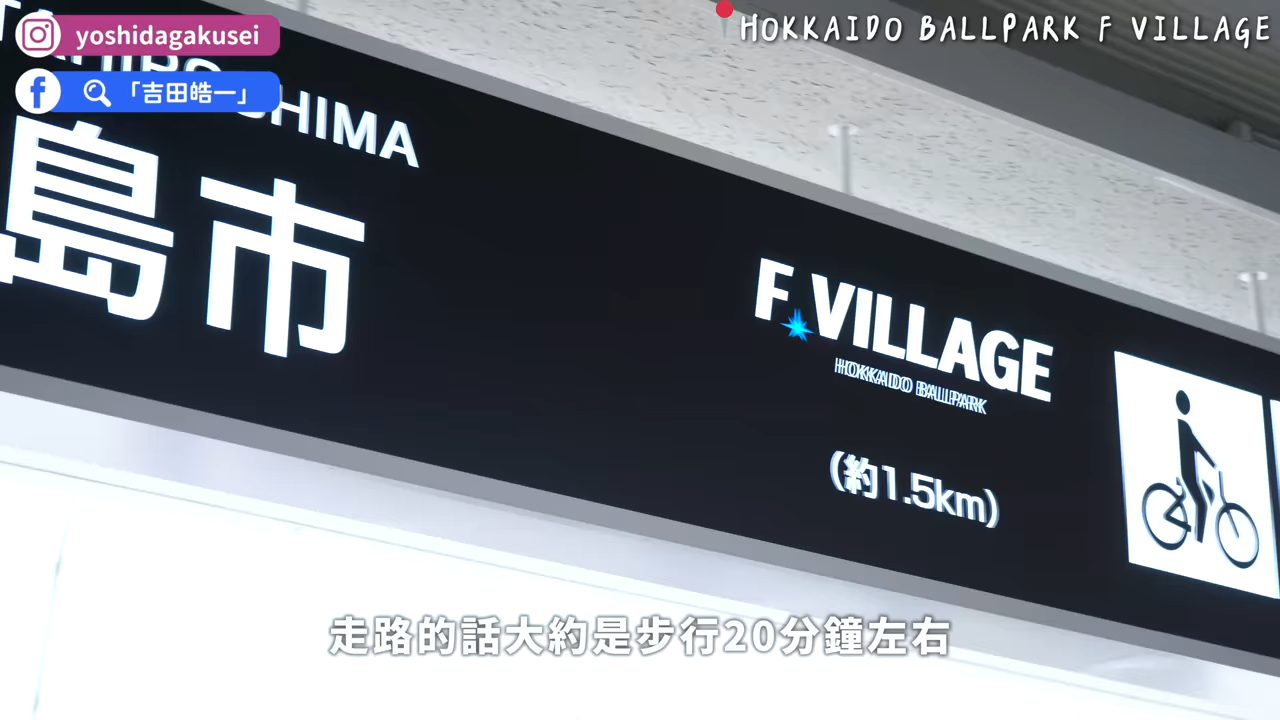 yoshidagakusei
「吉田皓一」
HOKKAIDO BALLPARK F VILLAGE
SHIMA
島市
F VILLAGE
HOKKAIDO BALLPARK
(約1.5km)
走路的話大約是步行20分鐘左右